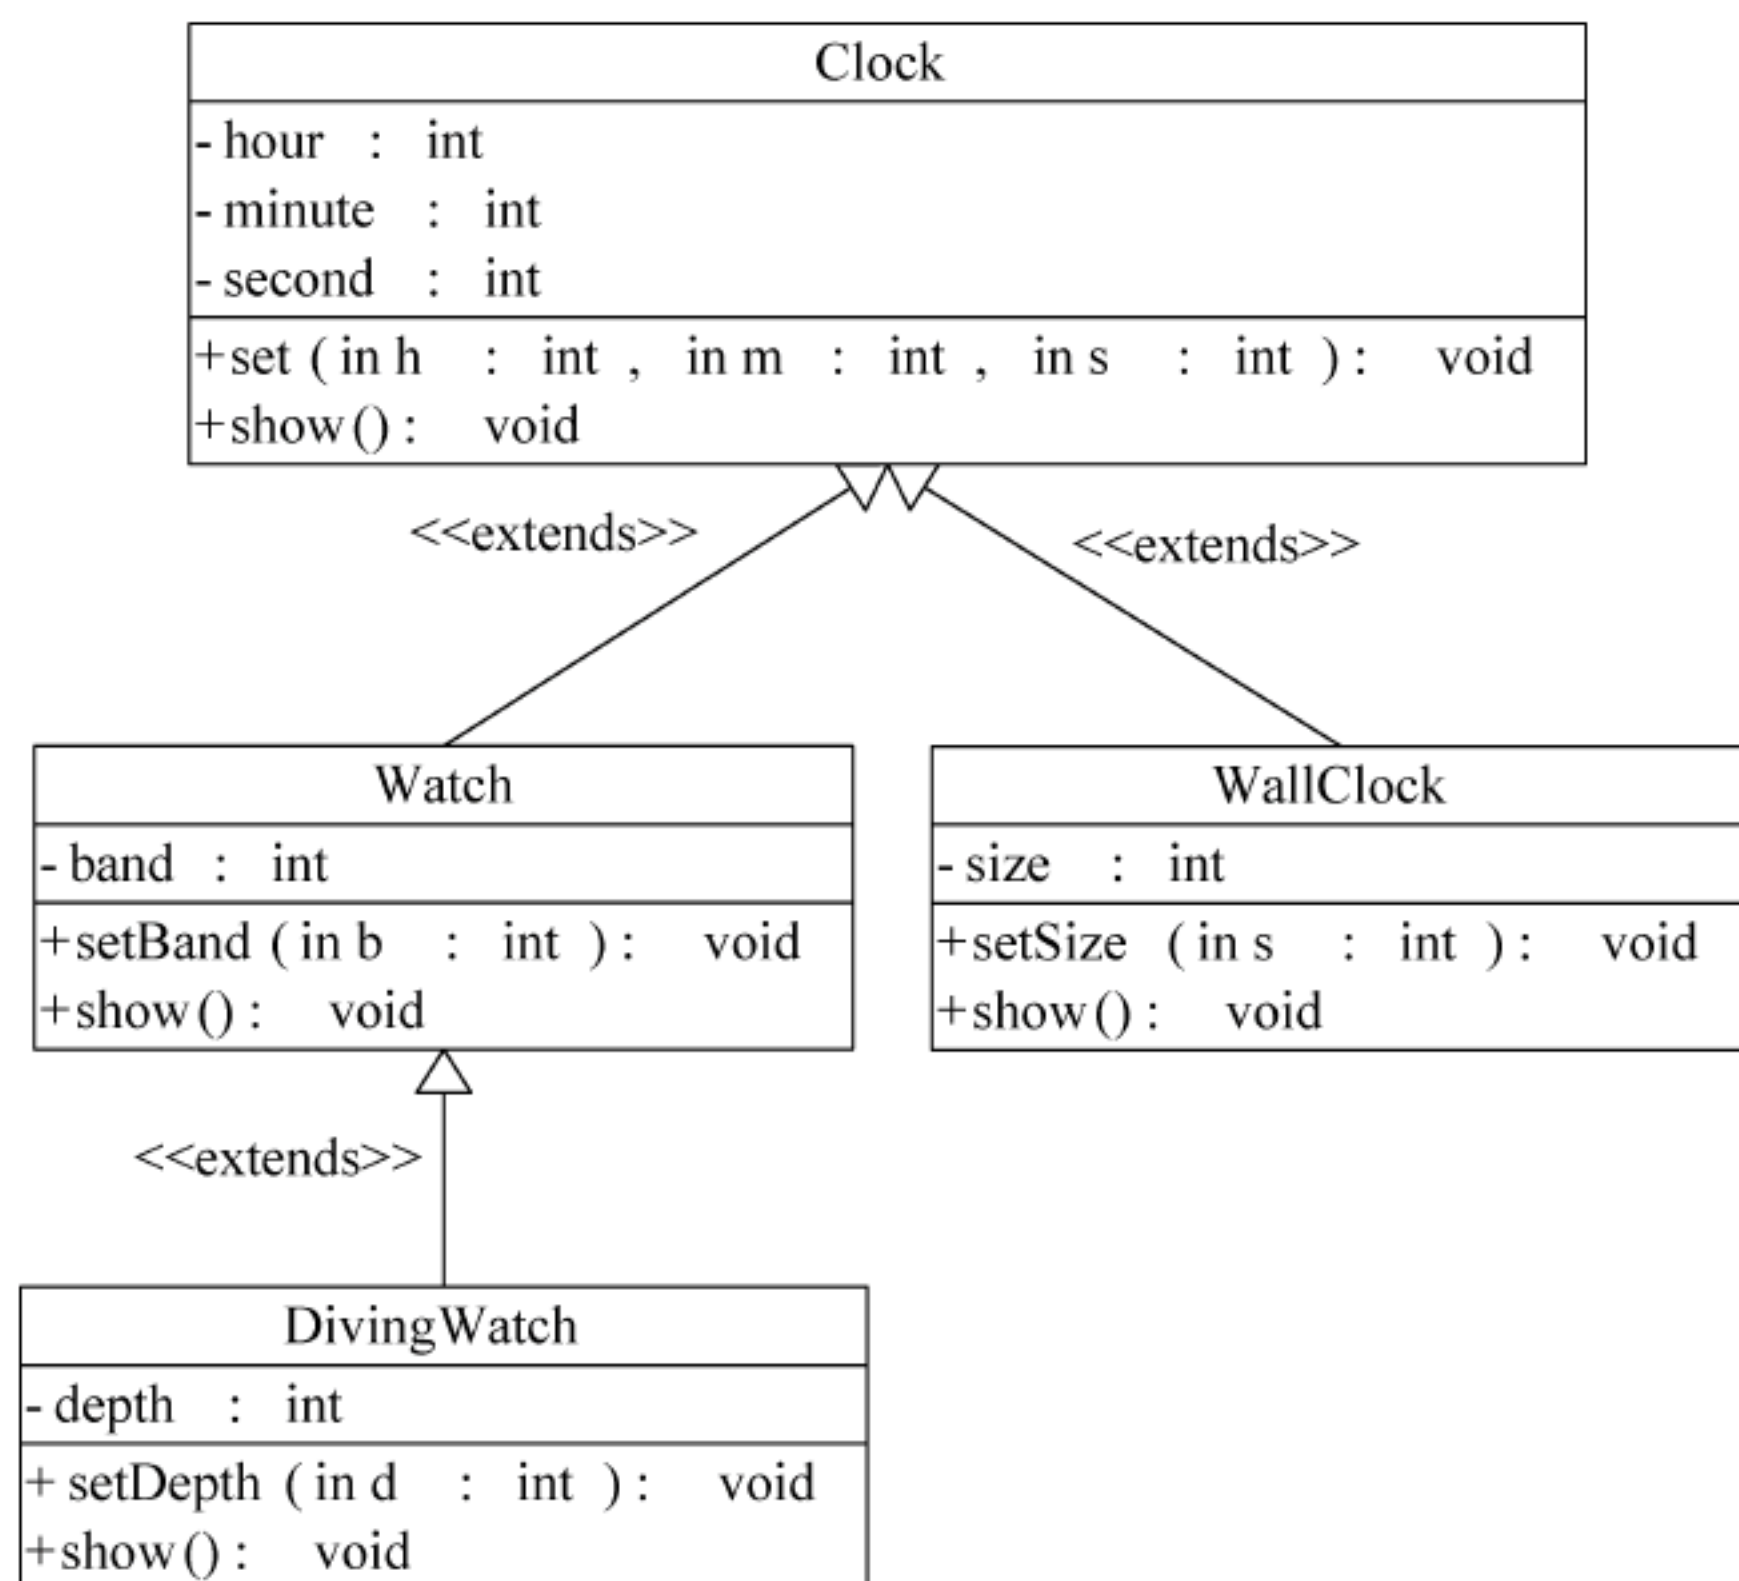 Clock
- hour : int
- minute : int
- second : int
+set ( in h : int , in m : int , in s : int ) : void
+show() : void
<<extends>>
<<extends>>
Watch
- band : int
+setBand ( in b : int ) : void
+show() : void
WallClock
- size : int
+setSize ( in s : int ) : void
+show() : void
<<extends>>
DivingWatch
- depth : int
+ setDepth ( in d : int ) : void
+show() : void